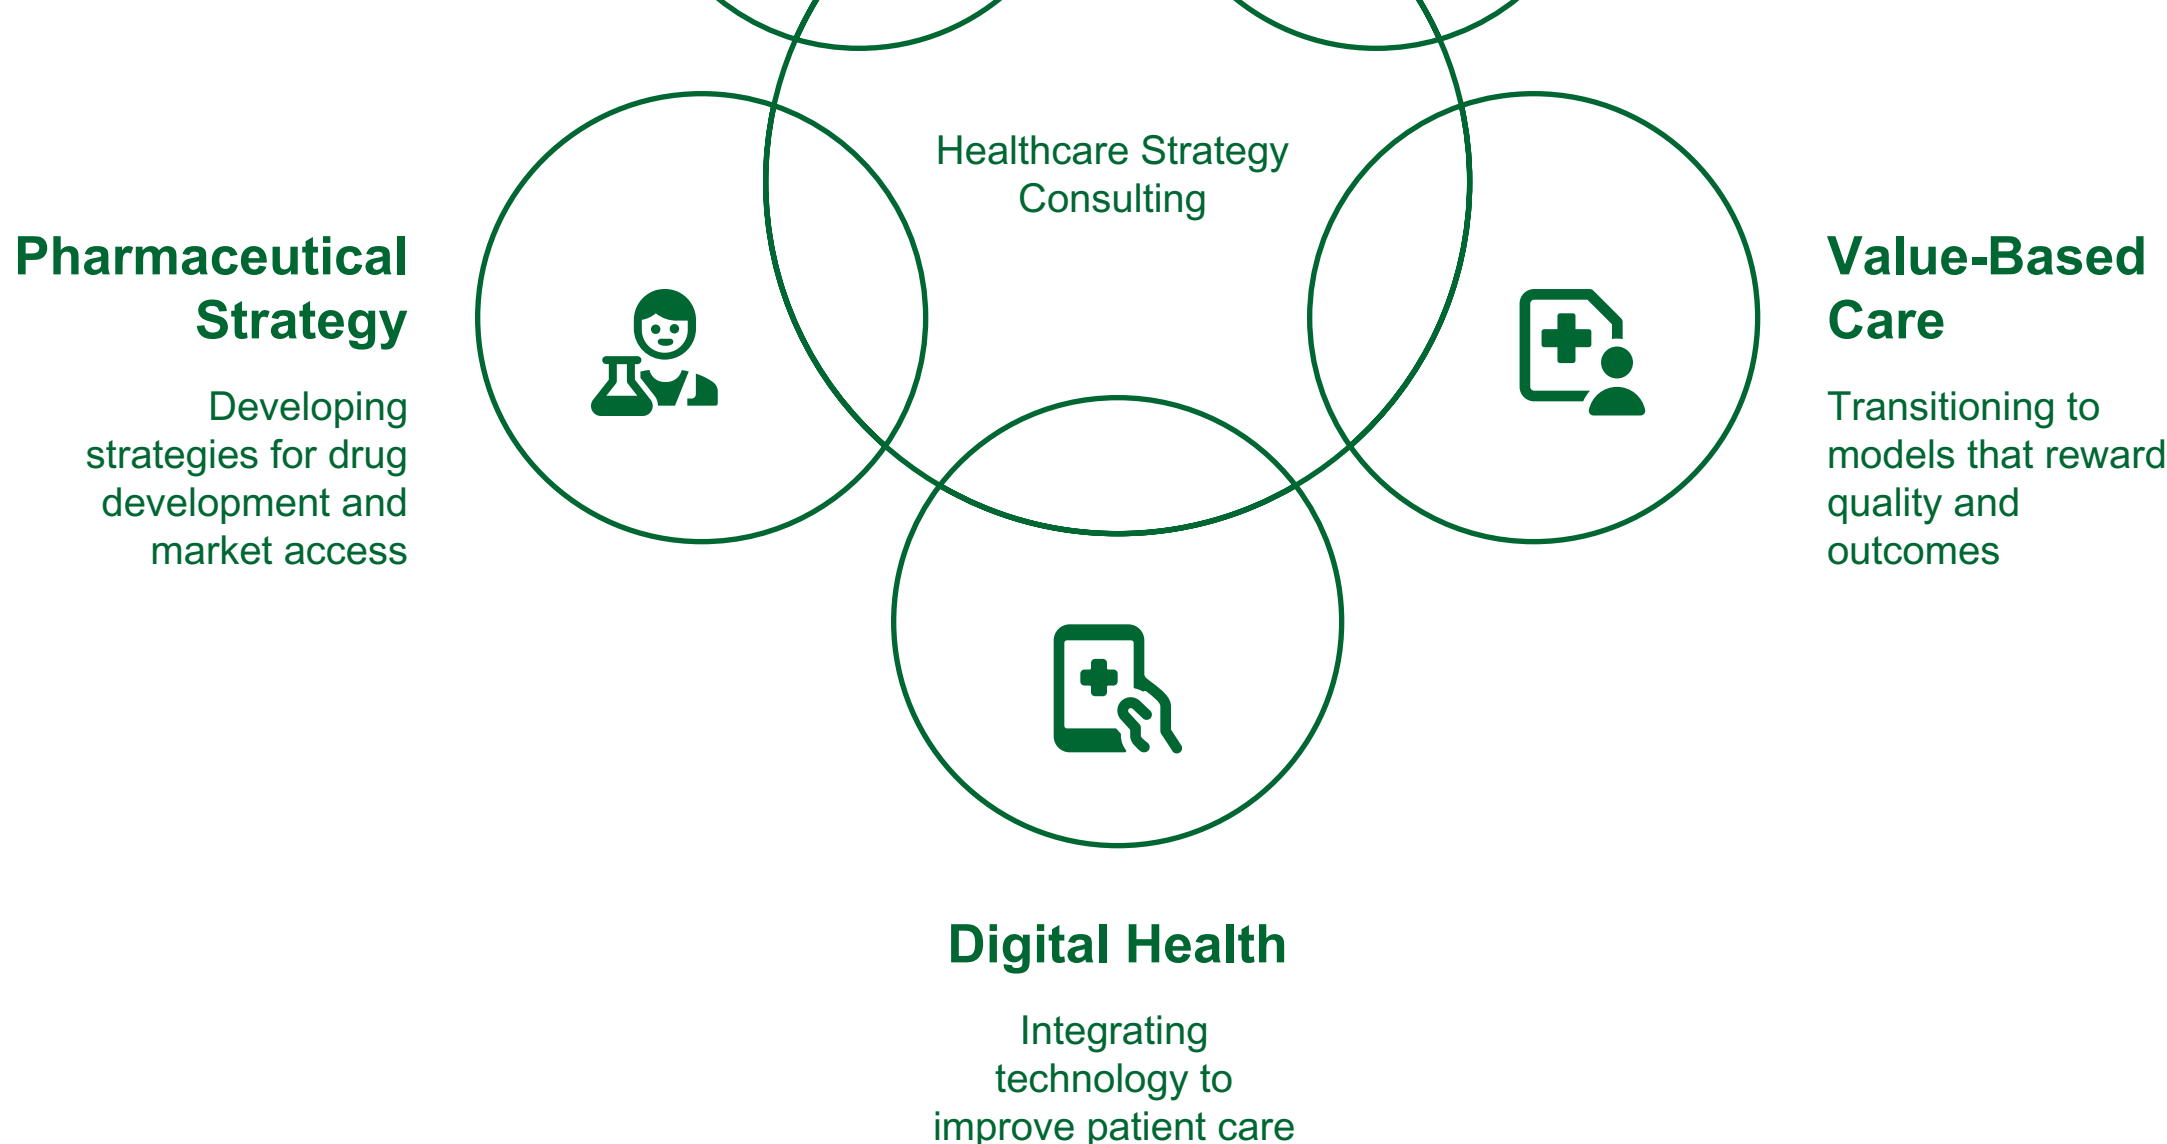 Healthcare Strategy
Consulting
Pharmaceutical
Strategy
Developing
strategies for drug
development and
market access
Value-Based
Care
Transitioning to
models that reward
quality and
outcomes
Digital Health
Integrating
technology to
improve patient care